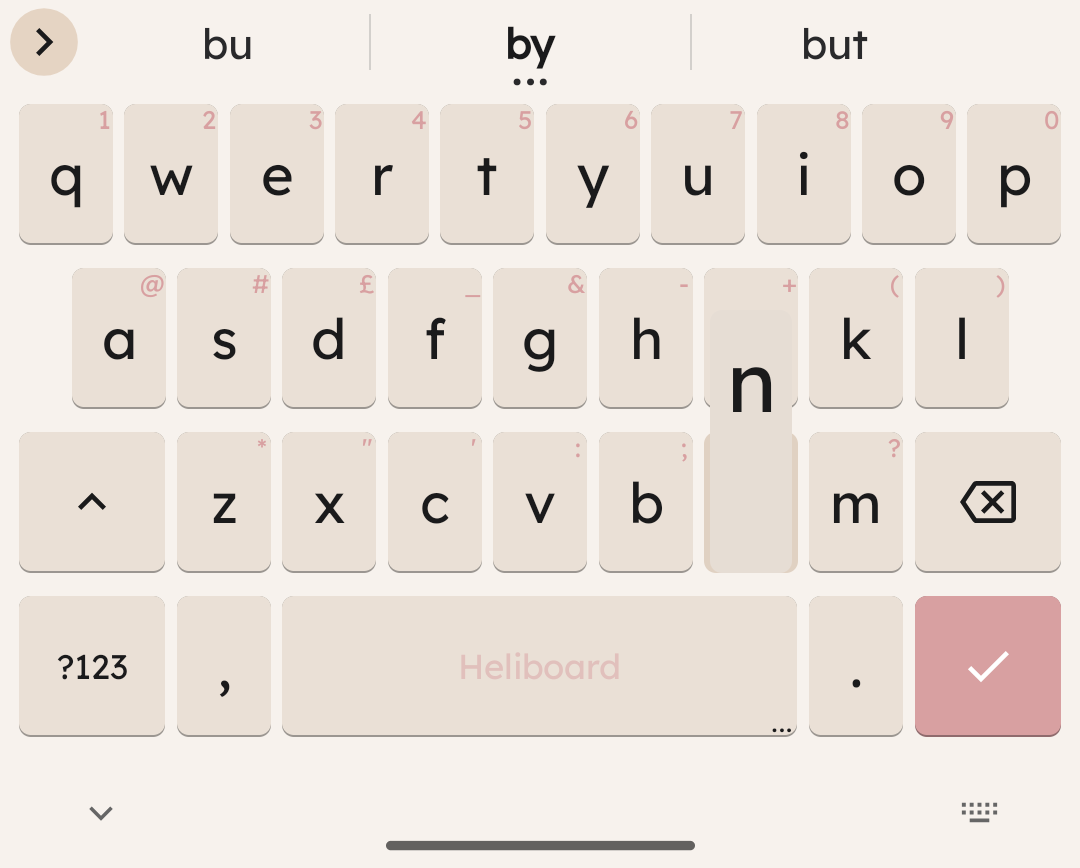 bu by but
1 2 3 4 5 6 7 8 9 0
q w e r t y u i o p
@ # £ _ & - + ( )
a s d f g h n k l
* " ' : ; ?
z x c v b m
?123 , Heliboard .